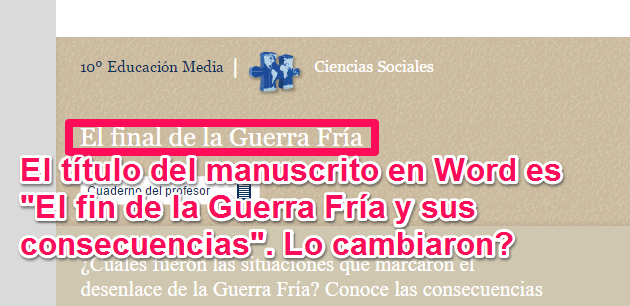 10º Educación Media | Ciencias Sociales
El final de la Guerra Fría
El título del manuscrito en Word es
"El fin de la Guerra Fría y sus
consecuencias". Lo cambiaron?
Cuaderno del profesor
¿Cuáles fueron las situaciones que marcaron el
desenlace de la Guerra Fría? Conoce las consecuencias